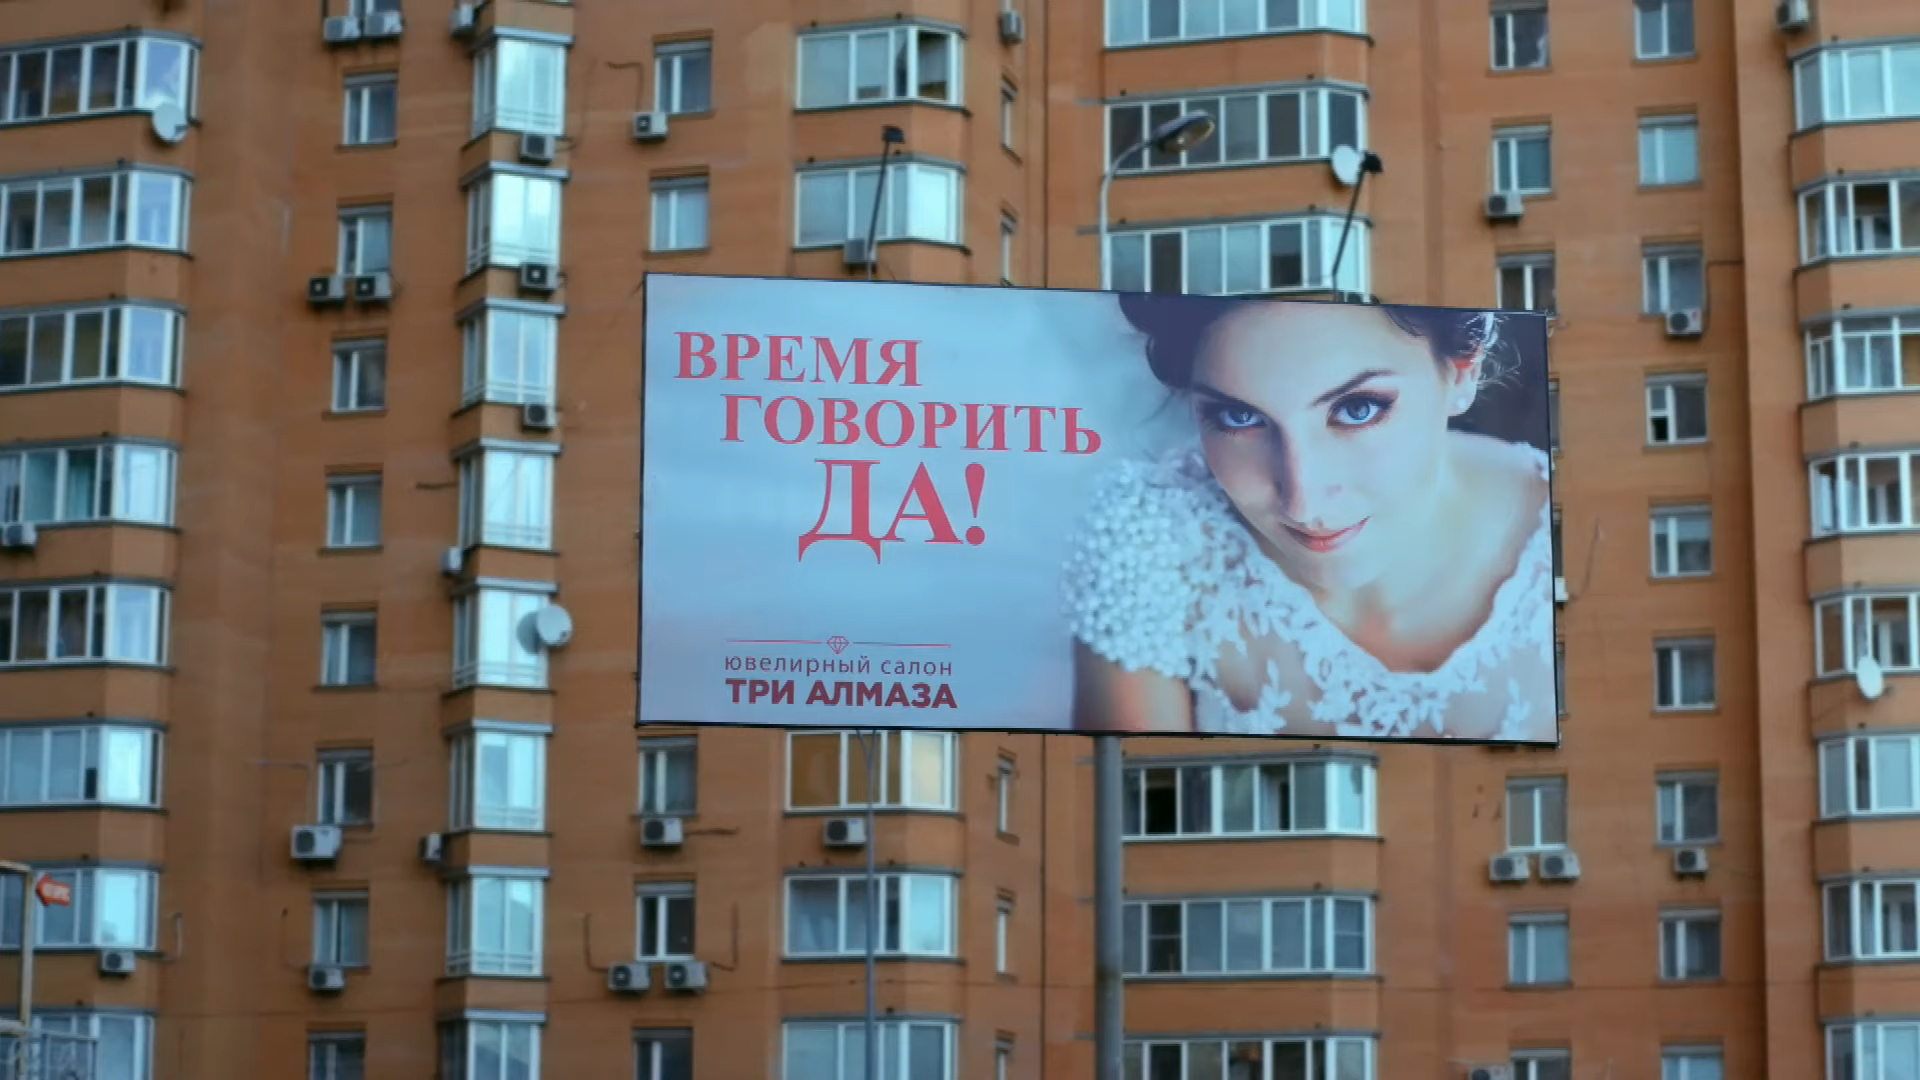 ВРЕМЯ
ГОВОРИТЬ
ДА!
ювелирный салон
ТРИ АЛМАЗА